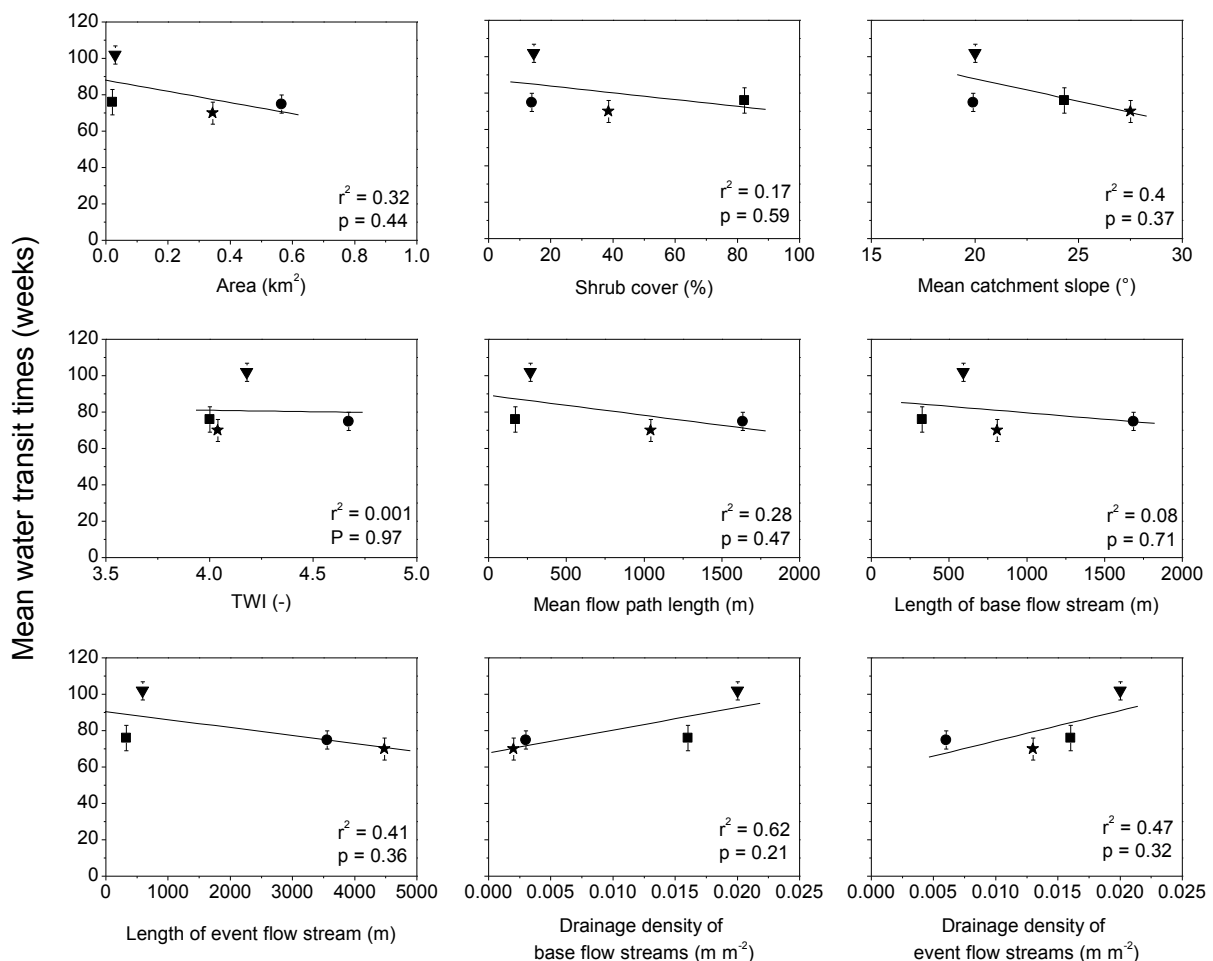 Mean water transit times (weeks)
120
100
80
60
40
20
0
0.0 0.2 0.4 0.6 0.8 1.0
Area (km²)
r² = 0.32
p = 0.44
0 20 40 60 80 100
Shrub cover (%)
r² = 0.17
p = 0.59
15 20 25 30
Mean catchment slope (°)
r² = 0.4
p = 0.37
120
100
80
60
40
20
0
3.5 4.0 4.5 5.0
TWI (-)
r² = 0.001
P = 0.97
0 500 1000 1500 2000
Mean flow path length (m)
r² = 0.28
p = 0.47
0 500 1000 1500 2000
Length of base flow stream (m)
r² = 0.08
p = 0.71
120
100
80
60
40
20
0
0 1000 2000 3000 4000 5000
Length of event flow stream (m)
r² = 0.41
p = 0.36
0.000 0.005 0.010 0.015 0.020 0.025
Drainage density of
base flow streams (m m⁻²)
r² = 0.62
p = 0.21
0.000 0.005 0.010 0.015 0.020 0.025
Drainage density of
event flow streams (m m⁻²)
r² = 0.47
p = 0.32